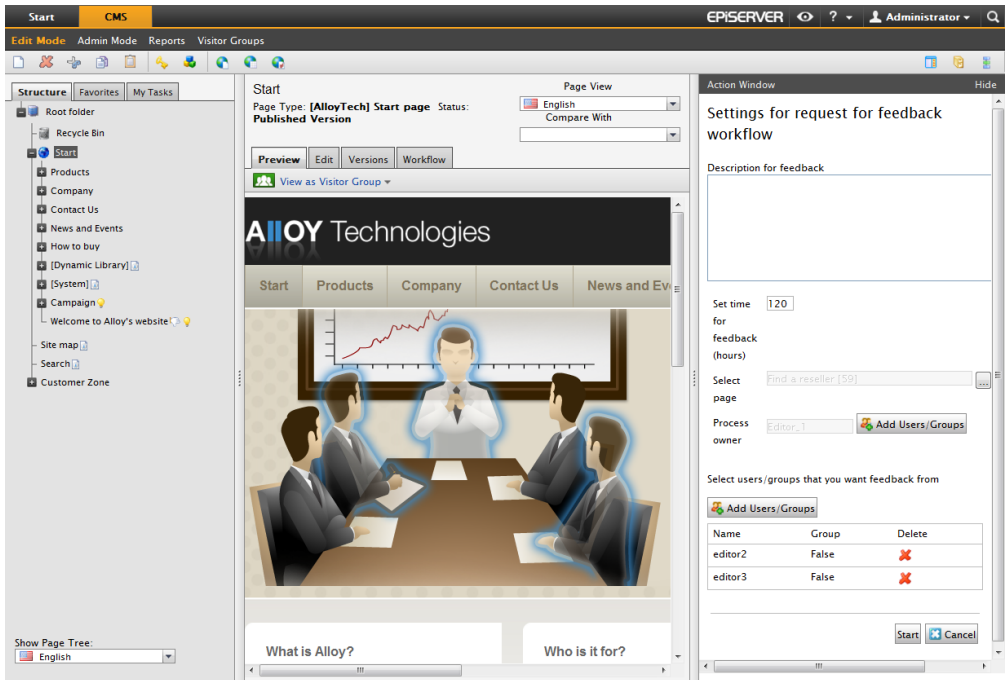 Start CMS EPiSERVER ? Administrator
Edit Mode Admin Mode Reports Visitor Groups
Structure Favorites My Tasks
Root folder
Recycle Bin
Start
Products
Company
Contact Us
News and Events
How to buy
[Dynamic Library]
[System]
Campaign
Welcome to Alloy's website
Site map
Search
Customer Zone
Show Page Tree:
English
Start
Page Type: [AlloyTech] Start page Status:
Published Version
Page View
English
Compare With
Preview Edit Versions Workflow
View as Visitor Group
AllOY Technologies
Start Products Company Contact Us News and Eve
What is Alloy? Who is it for?
Action Window Hide
Settings for request for feedback
workflow
Description for feedback
Set time 120
for
feedback
(hours)
Select Find a reseller [59] ...
page
Process Editor_1 Add Users/Groups
owner
Select users/groups that you want feedback from
Add Users/Groups
Name Group Delete
editor2 False
editor3 False
Start Cancel